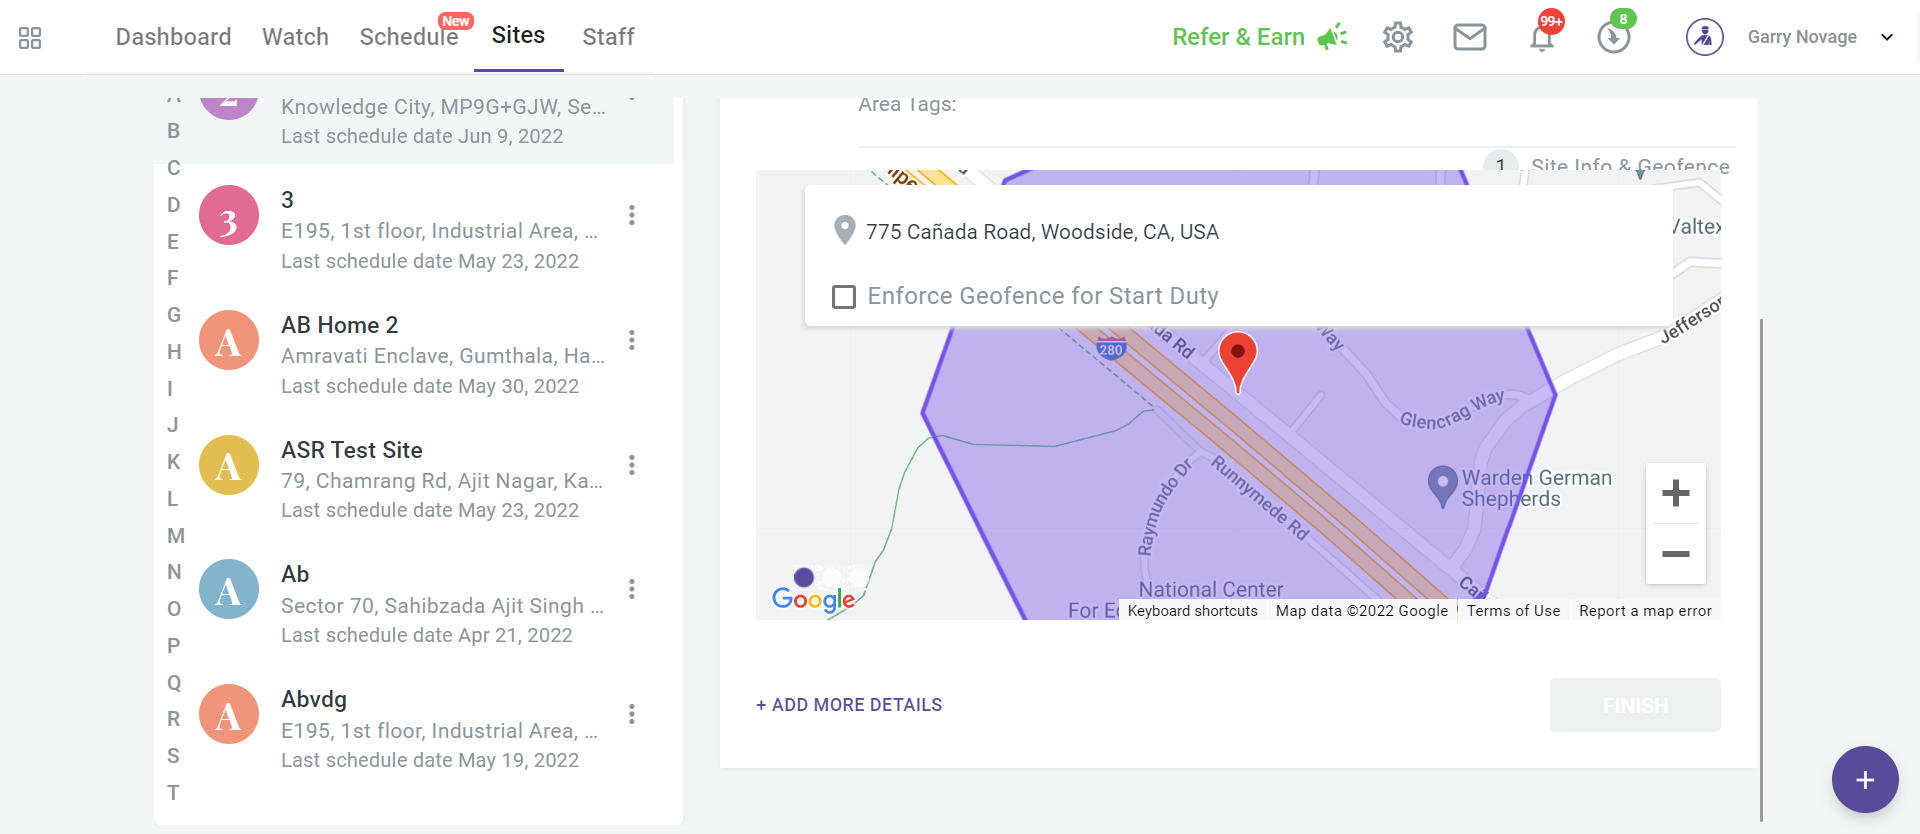 Dashboard
Watch
Schedule
New
Sites
Staff
Refer & Earn
99+
8
Garry Novage
A
B
C
D
E
F
G
H
I
J
K
L
M
N
O
P
Q
R
S
T
2
Knowledge City, MP9G+GJW, Se...
Last schedule date Jun 9, 2022
3
3
E195, 1st floor, Industrial Area, ...
Last schedule date May 23, 2022
A
AB Home 2
Amravati Enclave, Gumthala, Ha...
Last schedule date May 30, 2022
A
ASR Test Site
79, Chamrang Rd, Ajit Nagar, Ka...
Last schedule date May 23, 2022
A
Ab
Sector 70, Sahibzada Ajit Singh ...
Last schedule date Apr 21, 2022
A
Abvdg
E195, 1st floor, Industrial Area, ...
Last schedule date May 19, 2022
Area Tags:
1
Site Info & Geofence
775 Cañada Road, Woodside, CA, USA
Enforce Geofence for Start Duty
Valtex
Jefferson
da Rd
280
Way
Glencrag Way
Warden German
Shepherds
Raymundo Dr
Runnymede Rd
National Center
For E
Google
Keyboard shortcuts
Map data ©2022 Google
Terms of Use
Report a map error
+ ADD MORE DETAILS
FINISH